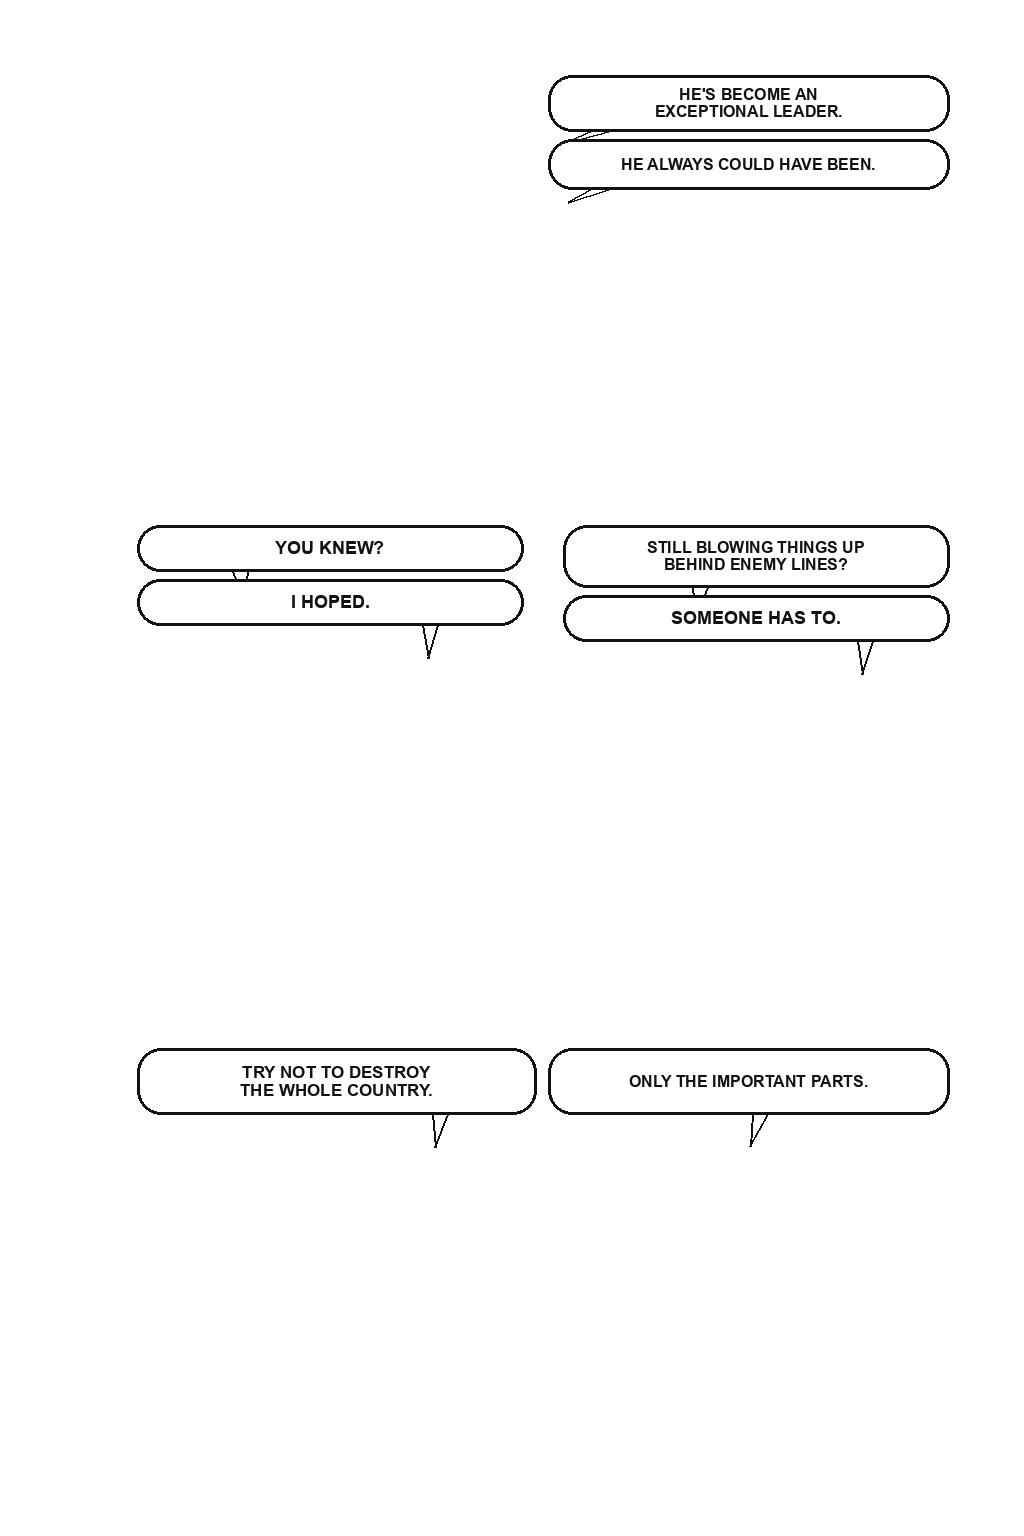 HE'S BECOME AN
EXCEPTIONAL LEADER.
HE ALWAYS COULD HAVE BEEN.
YOU KNEW?
I HOPED.
STILL BLOWING THINGS UP
BEHIND ENEMY LINES?
SOMEONE HAS TO.
TRY NOT TO DESTROY
THE WHOLE COUNTRY.
ONLY THE IMPORTANT PARTS.